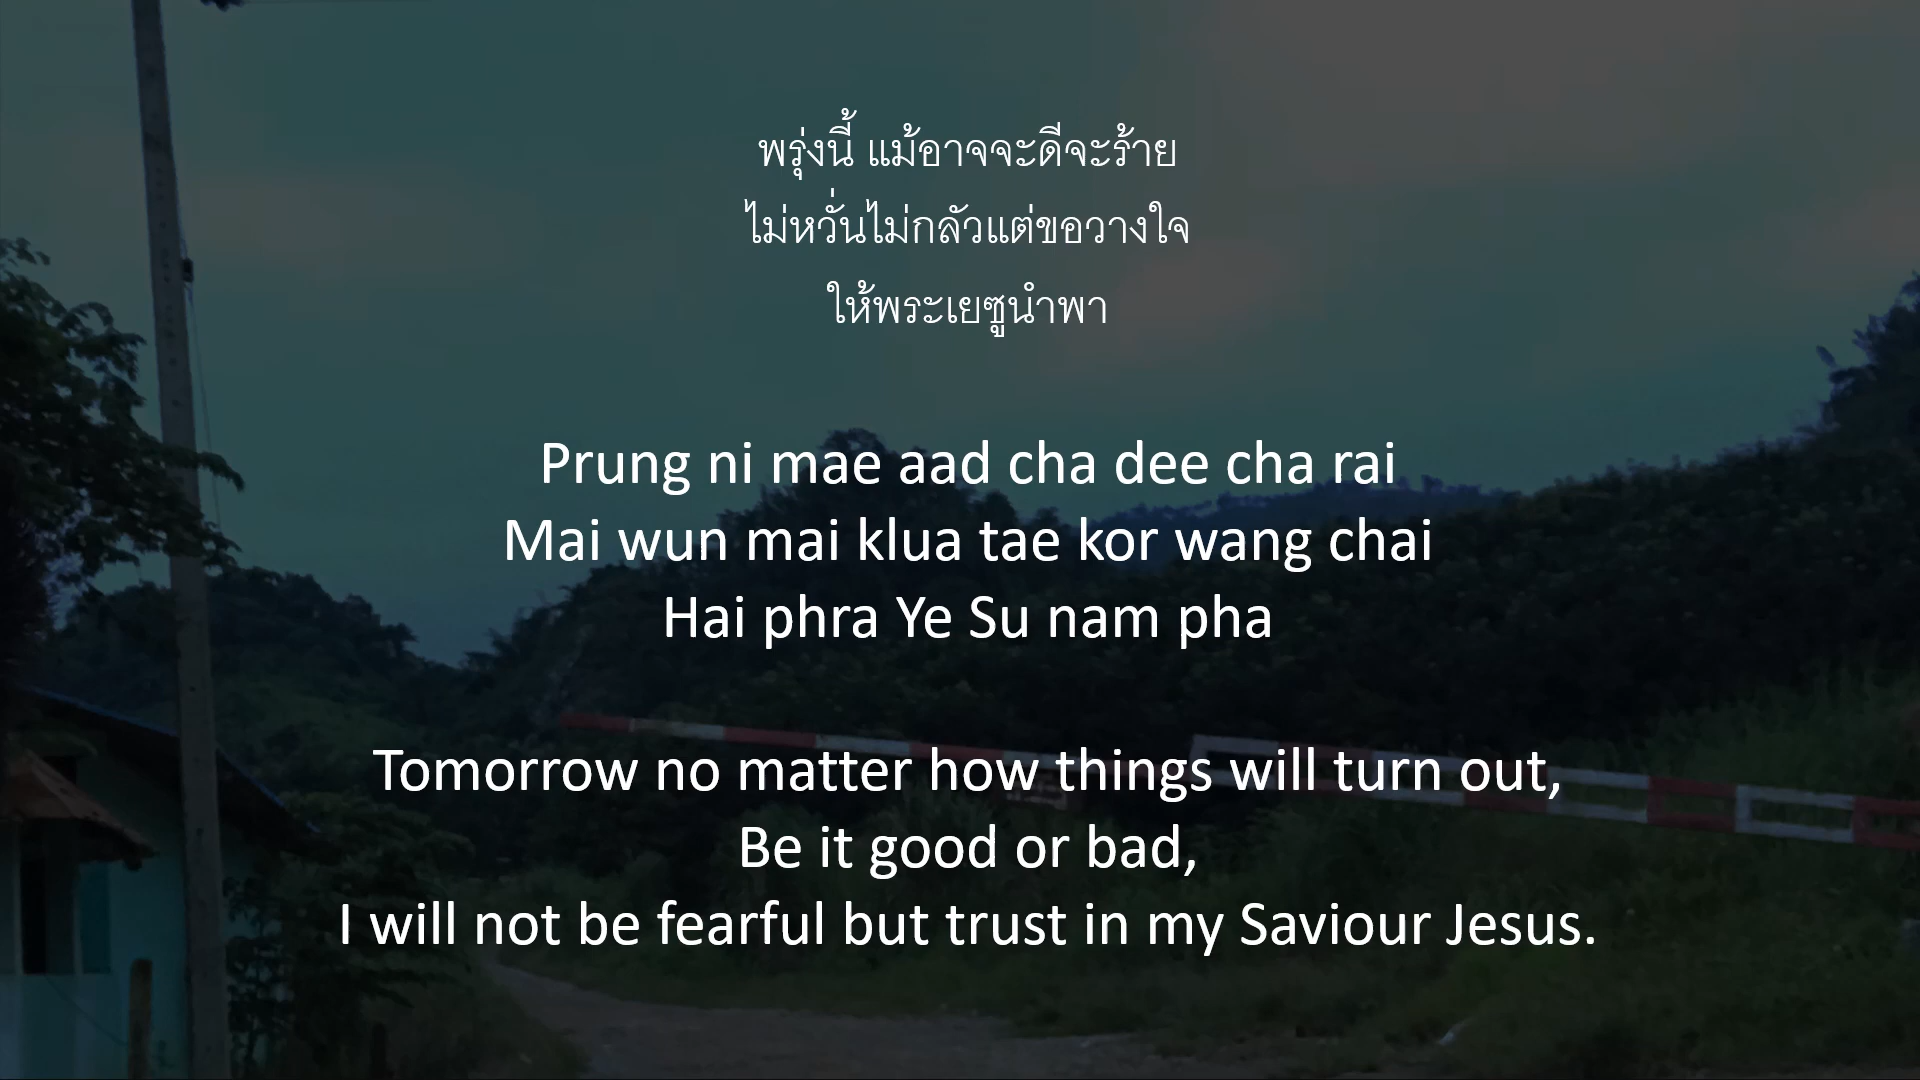 พรุ่งนี้ แม้อาจจะดีจะร้าย
ไม่หวั่นไม่กลัวแต่ขอวางใจ
ให้พระเยซูนำพา
Prung ni mae aad cha dee cha rai
Mai wun mai klua tae kor wang chai
Hai phra Ye Su nam pha
Tomorrow no matter how things will turn out,
Be it good or bad,
I will not be fearful but trust in my Saviour Jesus.